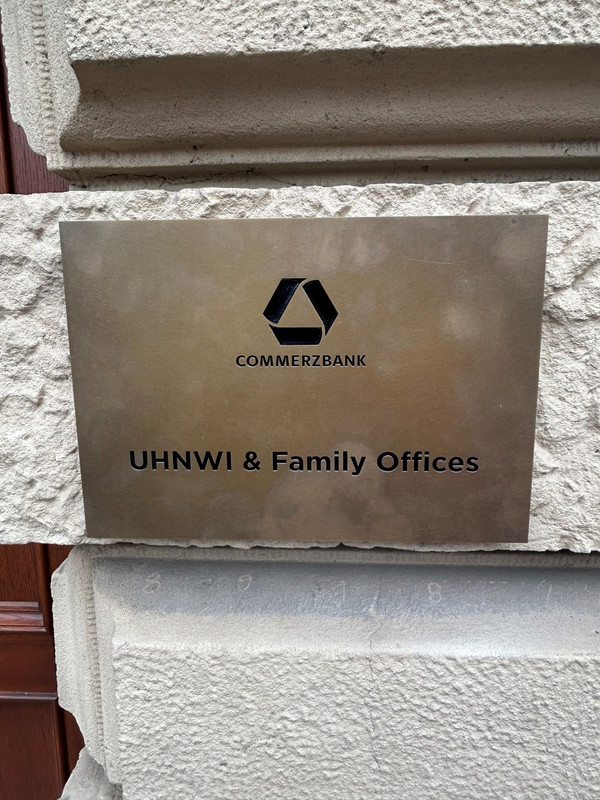 COMMERZBANK
UHNWI & Family Offices